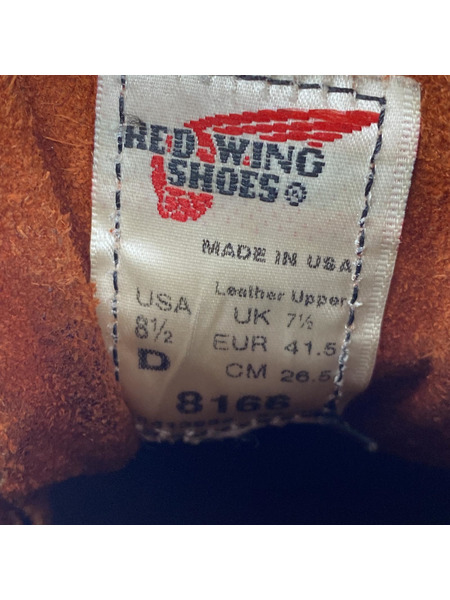 RED WING
SHOES ®
MADE IN USA
Leather Upper
USA
8½
D
UK 7½
EUR 41.5
CM 26.5
8166